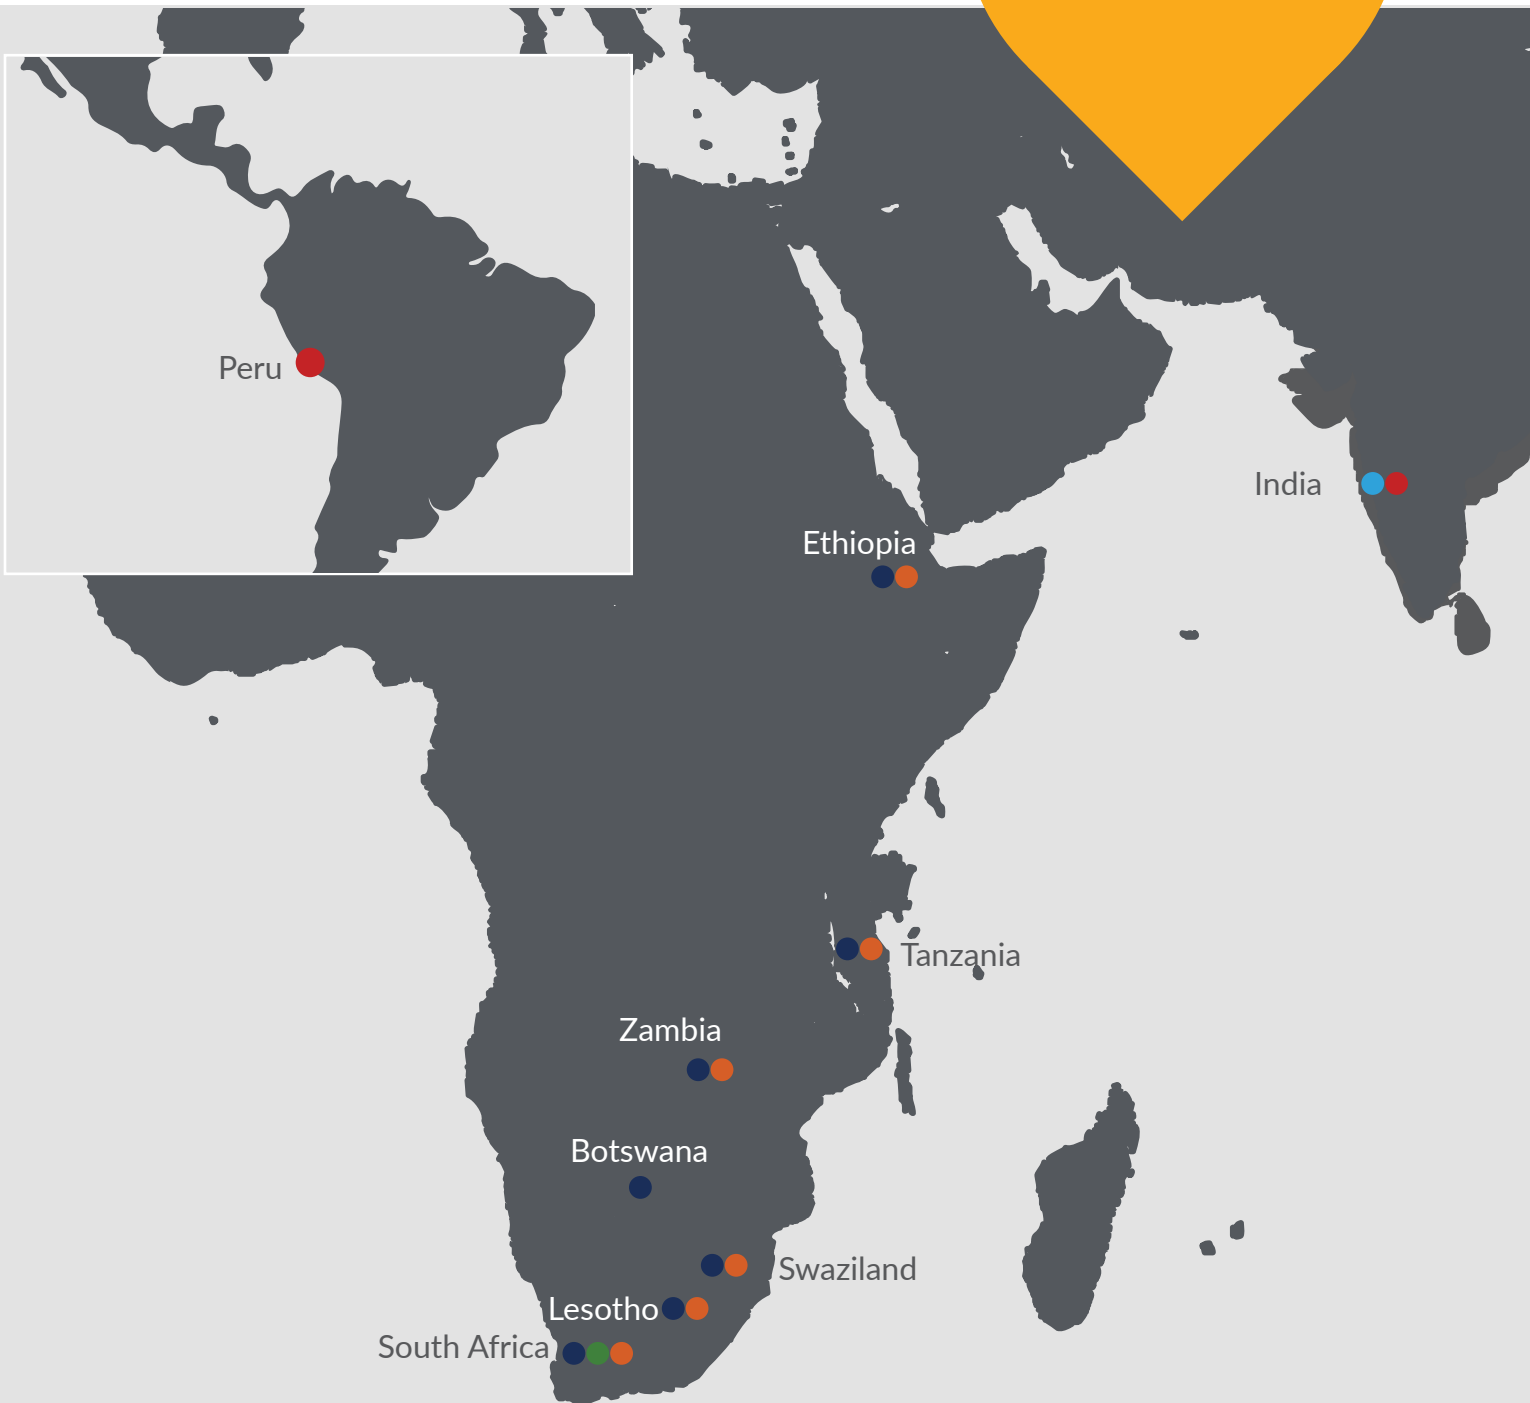 Peru
India
Ethiopia
Tanzania
Zambia
Botswana
Swaziland
Lesotho
South Africa